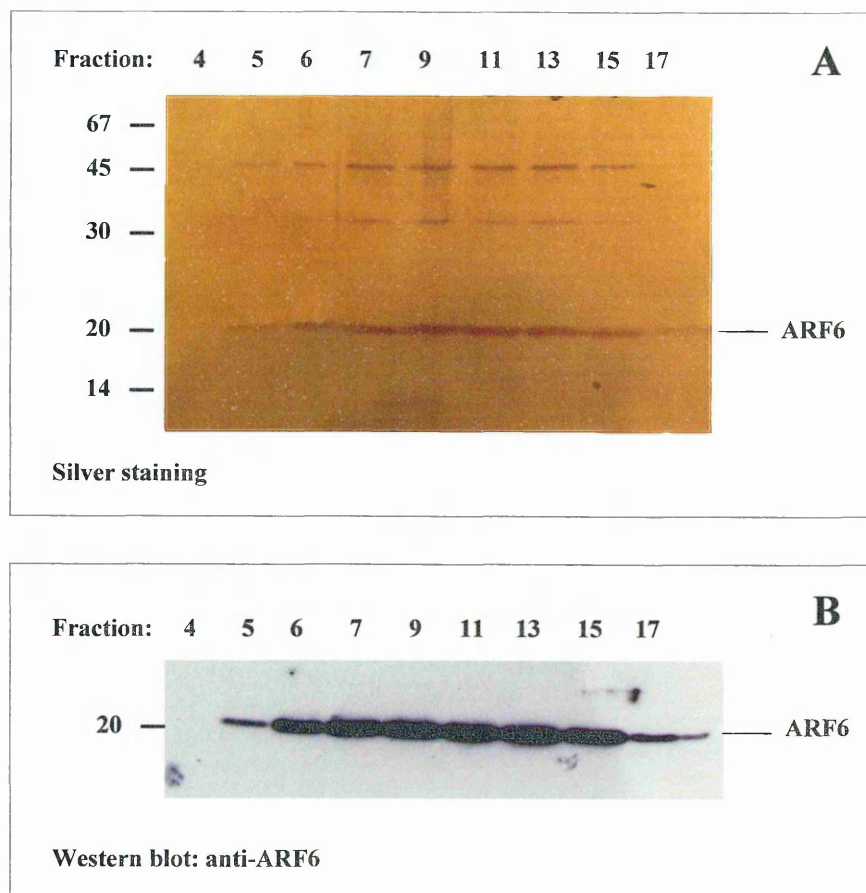 Fraction: 4 5 6 7 9 11 13 15 17 A
67
45
30
20 ARF6
14
Silver staining
Fraction: 4 5 6 7 9 11 13 15 17 B
20 ARF6
Western blot: anti-ARF6